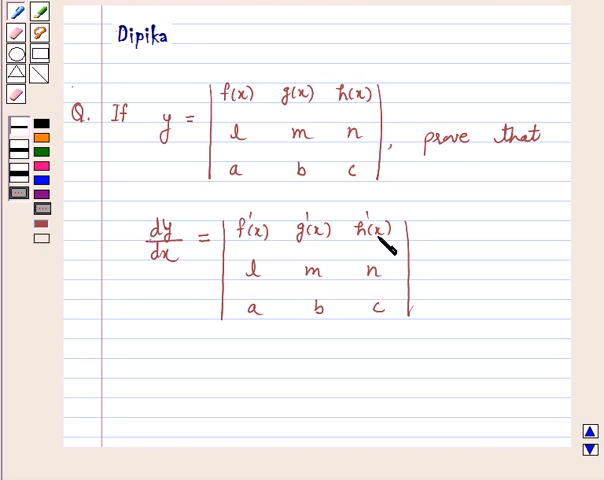 Dipika
Q. If y = | f(x) g(x) h(x) |
| l m n | , prove that
| a b c |
dy/dx = | f'(x) g'(x) h'(x) |
| l m n |
| a b c |